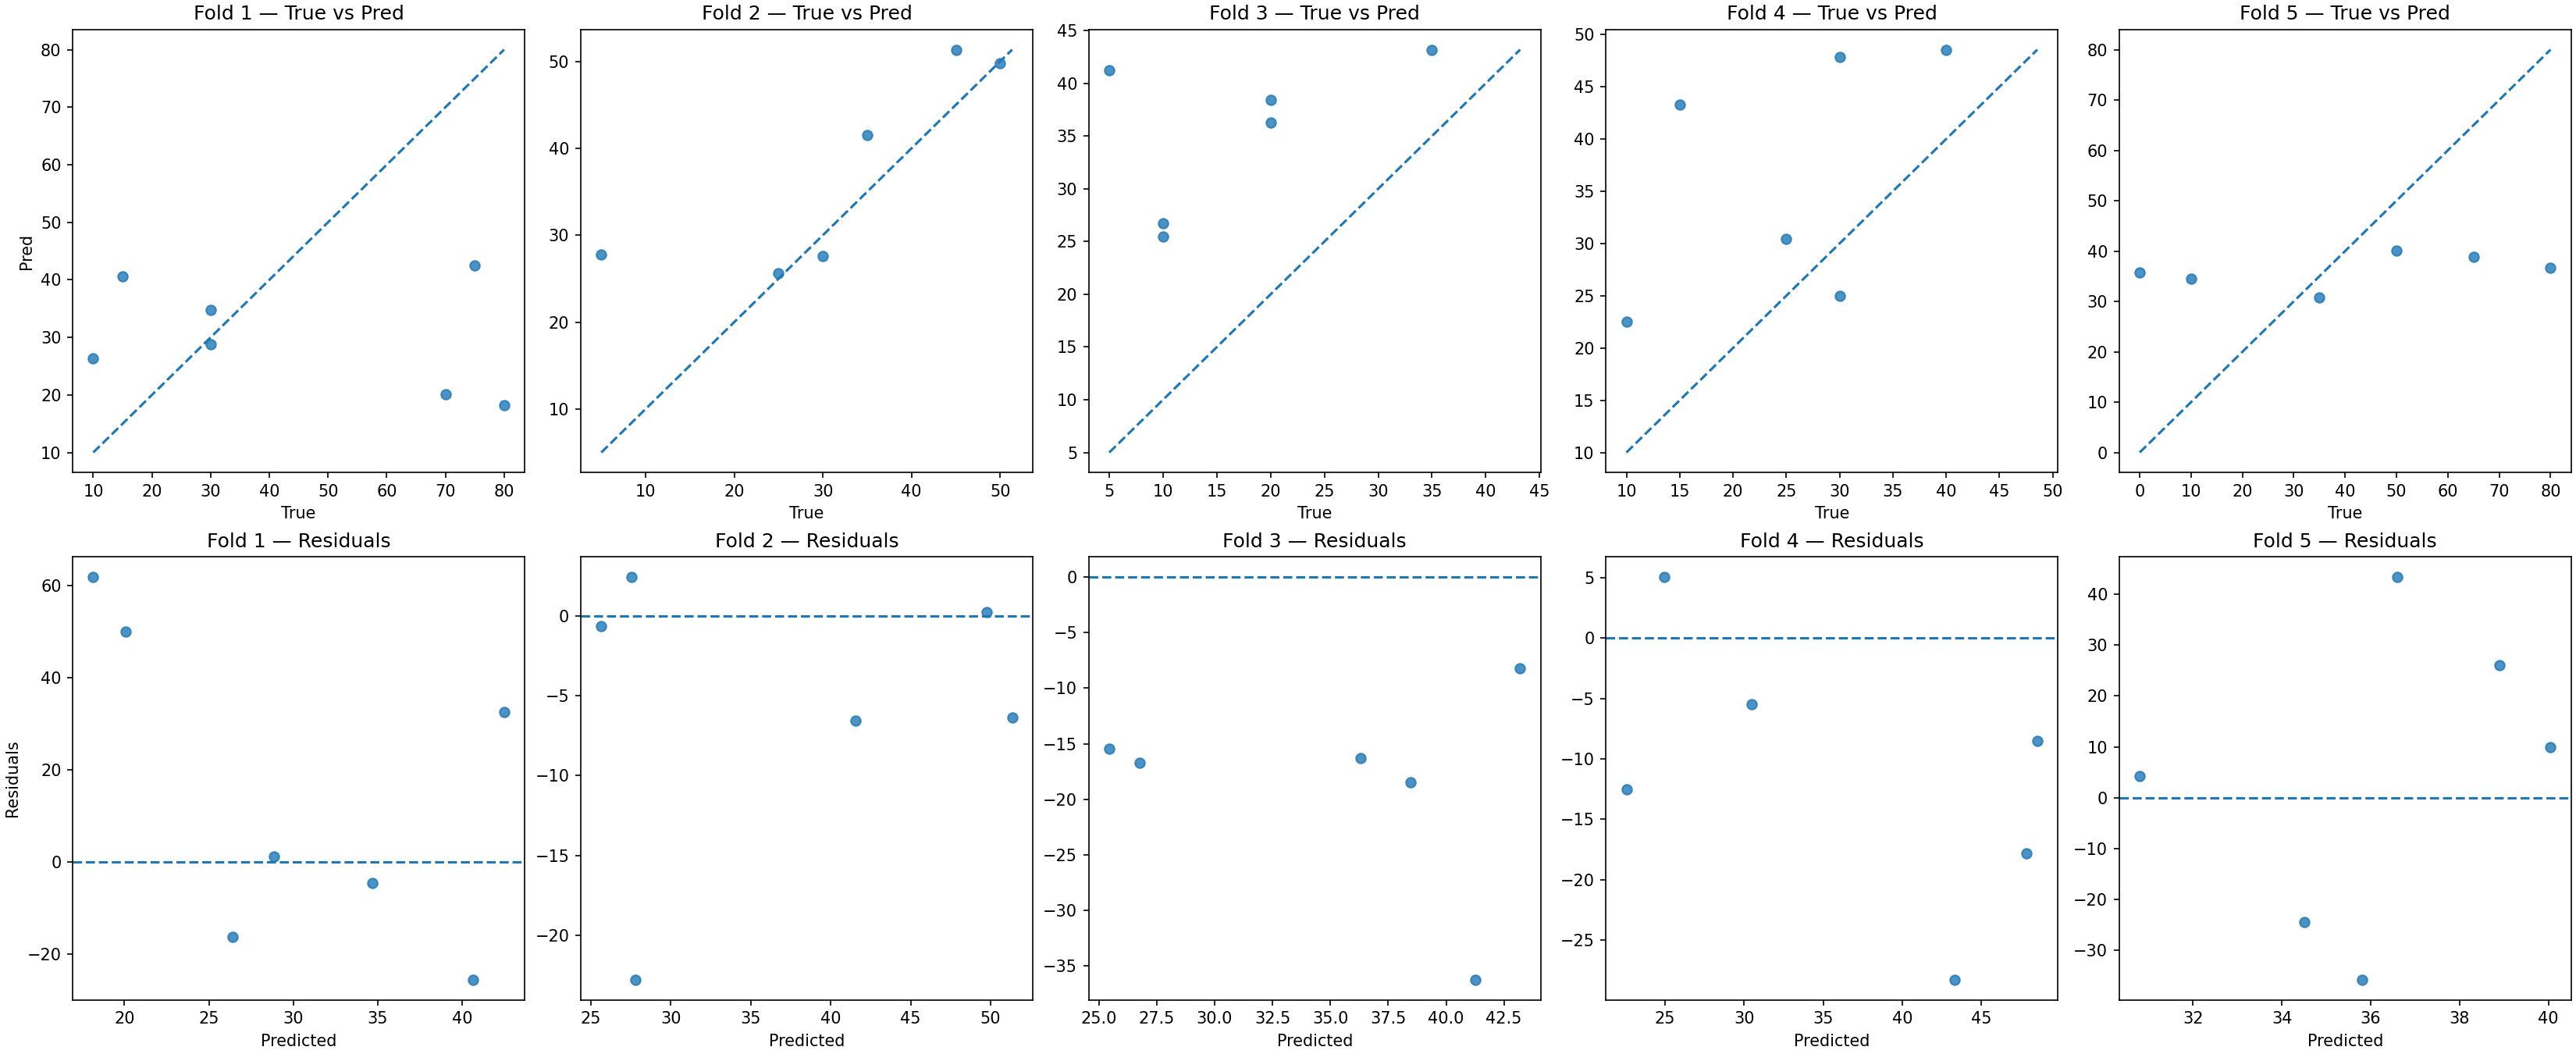 Fold 1 — True vs Pred
Fold 2 — True vs Pred
Fold 3 — True vs Pred
Fold 4 — True vs Pred
Fold 5 — True vs Pred
Pred
80
70
60
50
40
30
20
10
10 20 30 40 50 60 70 80
True
50
40
30
20
10
10 20 30 40 50
True
45
40
35
30
25
20
15
10
5
5 10 15 20 25 30 35 40 45
True
50
45
40
35
30
25
20
15
10
10 15 20 25 30 35 40 45 50
True
80
70
60
50
40
30
20
10
0
0 10 20 30 40 50 60 70 80
True
Fold 1 — Residuals
Fold 2 — Residuals
Fold 3 — Residuals
Fold 4 — Residuals
Fold 5 — Residuals
Residuals
60
40
20
0
−20
20 25 30 35 40
Predicted
0
−5
−10
−15
−20
25 30 35 40 45 50
Predicted
0
−5
−10
−15
−20
−25
−30
−35
25.0 27.5 30.0 32.5 35.0 37.5 40.0 42.5
Predicted
5
0
−5
−10
−15
−20
−25
25 30 35 40 45
Predicted
40
30
20
10
0
−10
−20
−30
32 34 36 38 40
Predicted